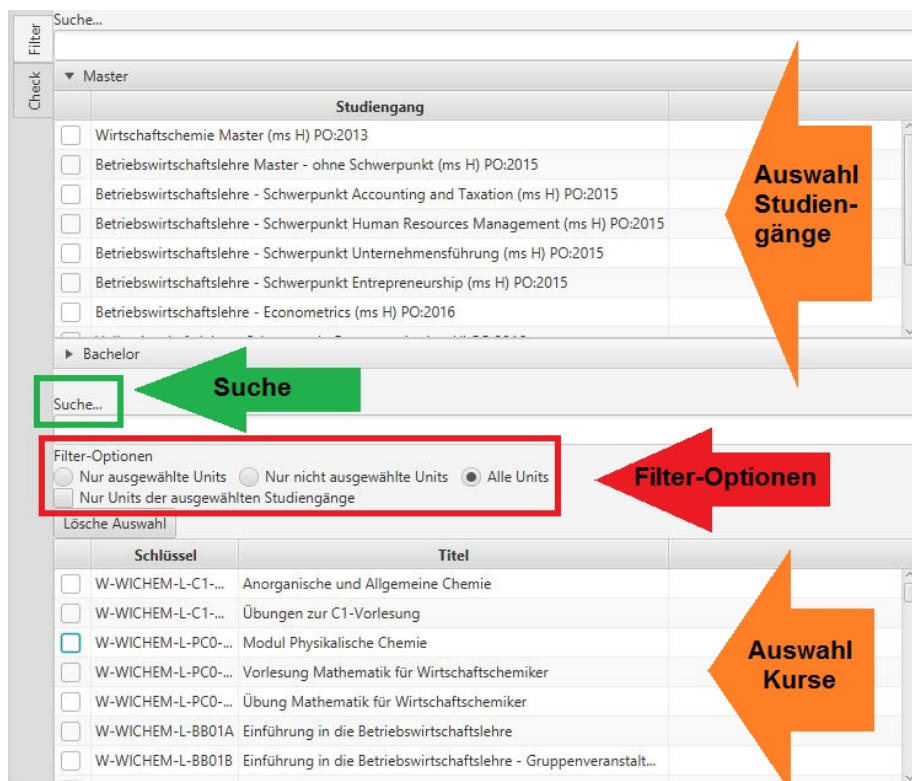 Filter
Check
Suche...
Master
Studiengang
Wirtschaftschemie Master (ms H) PO:2013
Betriebswirtschaftslehre Master - ohne Schwerpunkt (ms H) PO:2015
Betriebswirtschaftslehre - Schwerpunkt Accounting and Taxation (ms H) PO:2015
Betriebswirtschaftslehre - Schwerpunkt Human Resources Management (ms H) PO:2015
Betriebswirtschaftslehre - Schwerpunkt Unternehmensführung (ms H) PO:2015
Betriebswirtschaftslehre - Schwerpunkt Entrepreneurship (ms H) PO:2015
Betriebswirtschaftslehre - Econometrics (ms H) PO:2016
Auswahl
Studien-
gänge
Bachelor
Suche
Suche...
Filter-Optionen
Nur ausgewählte Units Nur nicht ausgewählte Units Alle Units
Nur Units der ausgewählten Studiengänge
Filter-Optionen
Lösche Auswahl
Schlüssel Titel
W-WICHEM-L-C1-... Anorganische und Allgemeine Chemie
W-WICHEM-L-C1-... Übungen zur C1-Vorlesung
W-WICHEM-L-PC0-... Modul Physikalische Chemie
W-WICHEM-L-PC0-... Vorlesung Mathematik für Wirtschaftschemiker
W-WICHEM-L-PC0-... Übung Mathematik für Wirtschaftschemiker
W-WICHEM-L-BB01A Einführung in die Betriebswirtschaftslehre
W-WICHEM-L-BB01B Einführung in die Betriebswirtschaftslehre - Gruppenveranstalt...
Auswahl
Kurse